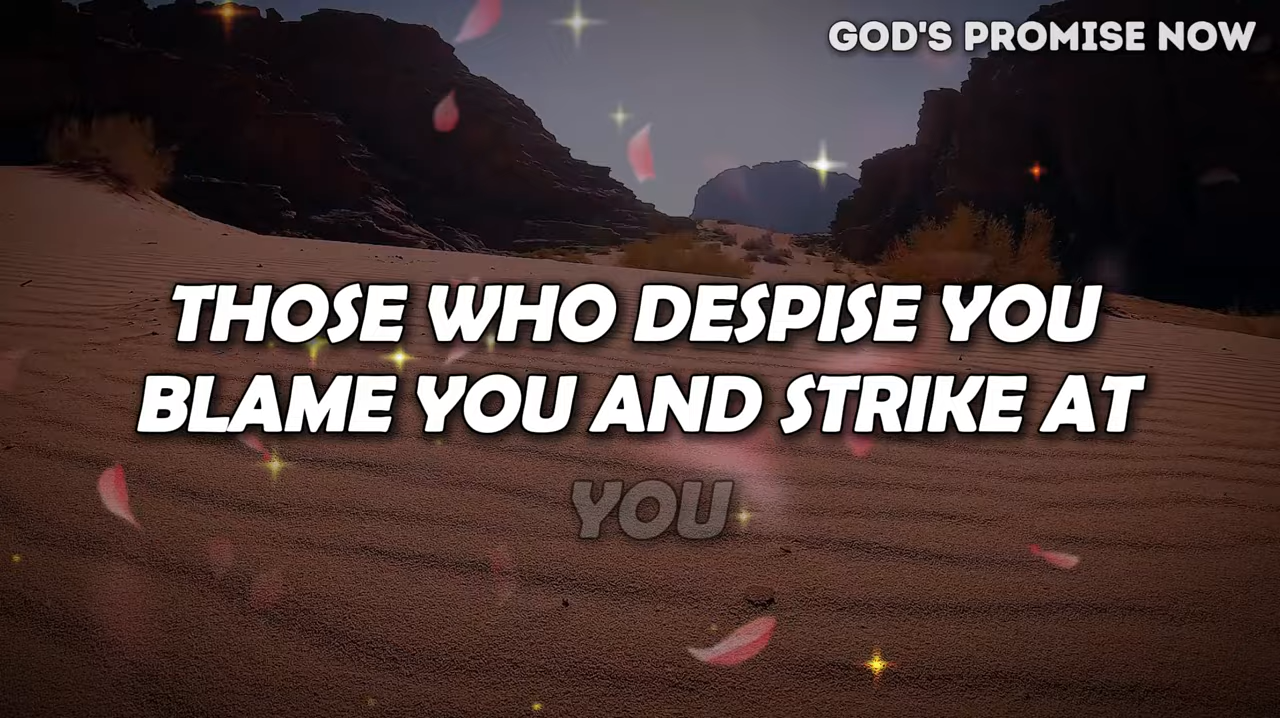 GOD'S PROMISE NOW
THOSE WHO DESPISE YOU
BLAME YOU AND STRIKE AT
YOU